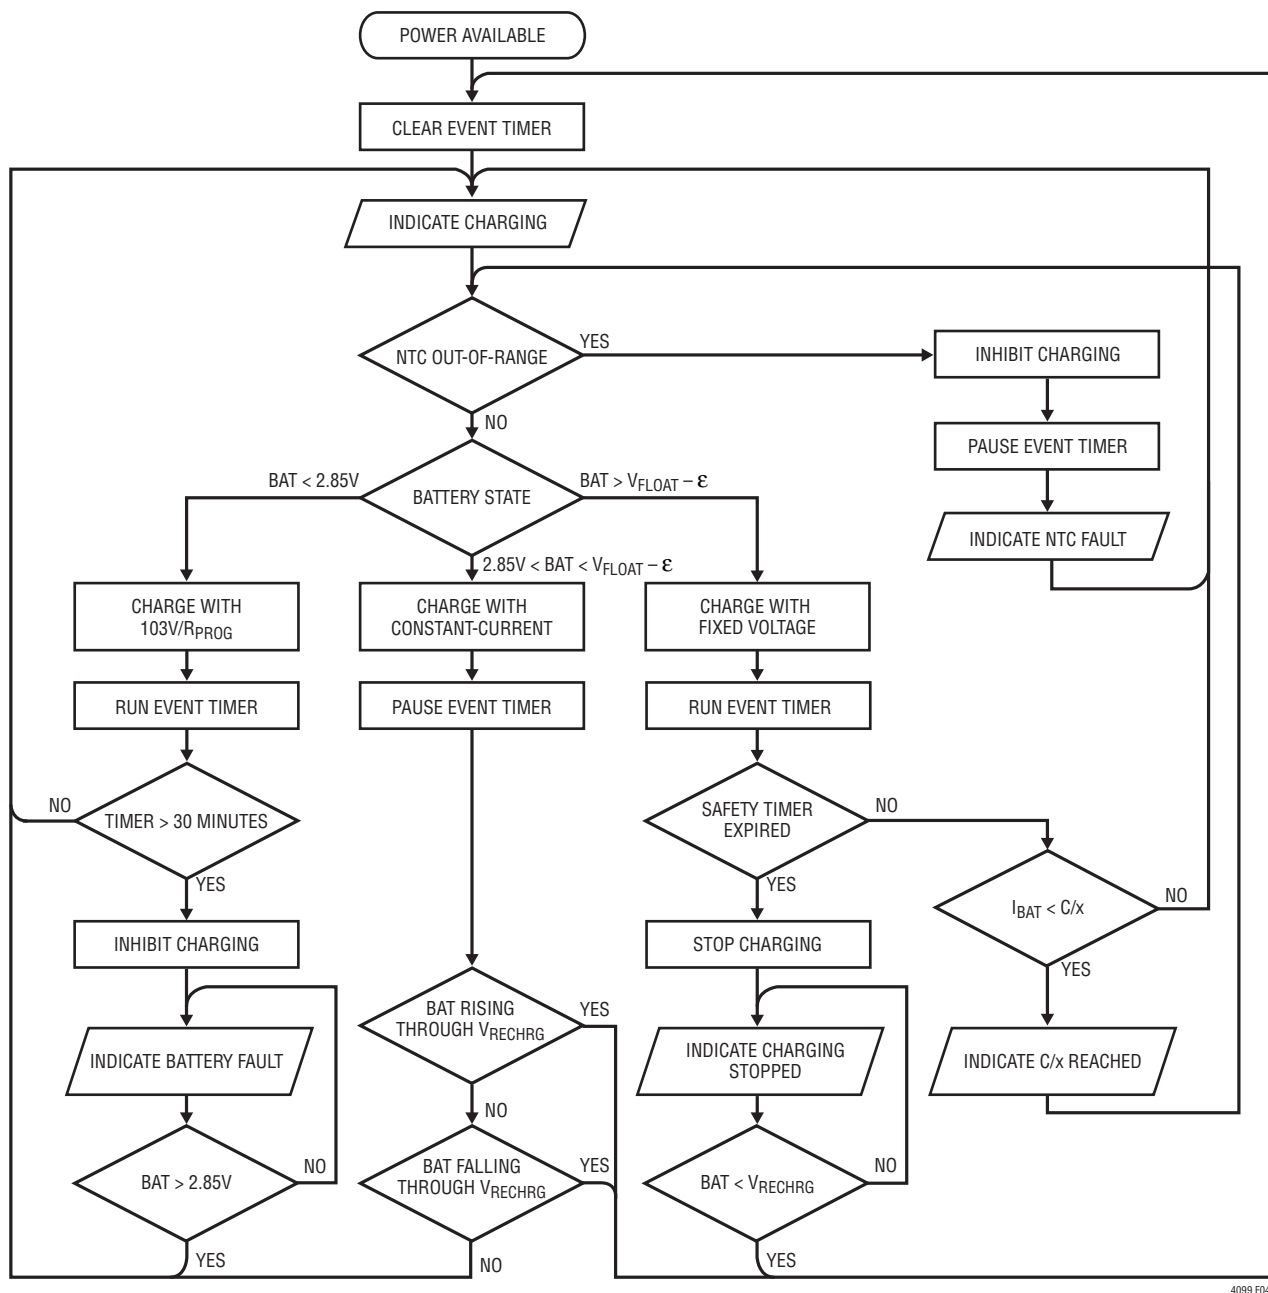 POWER AVAILABLE
CLEAR EVENT TIMER
INDICATE CHARGING
NTC OUT-OF-RANGE
YES
NO
INHIBIT CHARGING
PAUSE EVENT TIMER
INDICATE NTC FAULT
BATTERY STATE
BAT < 2.85V
BAT > VFLOAT – ε
2.85V < BAT < VFLOAT – ε
CHARGE WITH
103V/RPROG
CHARGE WITH
CONSTANT-CURRENT
CHARGE WITH
FIXED VOLTAGE
RUN EVENT TIMER
PAUSE EVENT TIMER
RUN EVENT TIMER
NO
TIMER > 30 MINUTES
YES
SAFETY TIMER
EXPIRED
NO
YES
IBAT < C/x
NO
YES
INHIBIT CHARGING
STOP CHARGING
BAT RISING
THROUGH VRECHRG
YES
NO
INDICATE BATTERY FAULT
INDICATE CHARGING
STOPPED
INDICATE C/x REACHED
BAT > 2.85V
NO
YES
BAT FALLING
THROUGH VRECHRG
YES
NO
BAT < VRECHRG
NO
YES
4099 F04